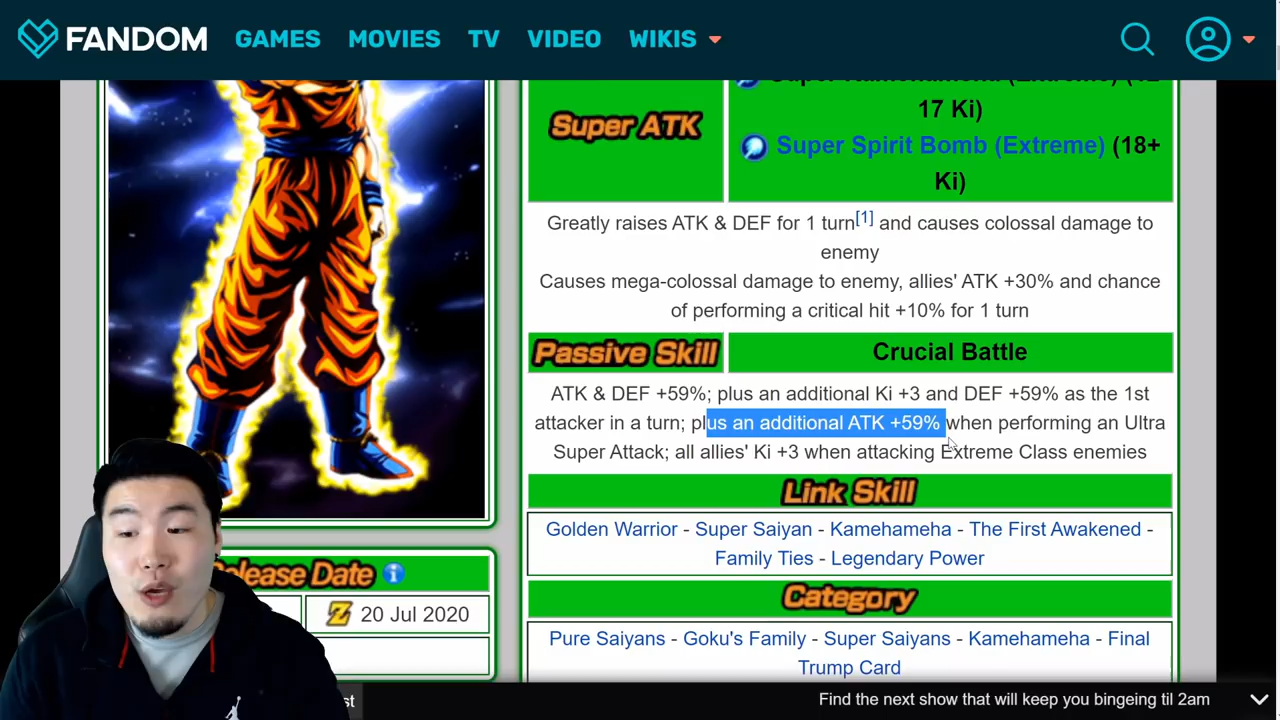 FANDOM GAMES MOVIES TV VIDEO WIKIS
17 Ki)
Super ATK
Super Spirit Bomb (Extreme) (18+
Ki)
Greatly raises ATK & DEF for 1 turn[1] and causes colossal damage to
enemy
Causes mega-colossal damage to enemy, allies' ATK +30% and chance
of performing a critical hit +10% for 1 turn
Passive Skill
Crucial Battle
ATK & DEF +59%; plus an additional Ki +3 and DEF +59% as the 1st
attacker in a turn; plus an additional ATK +59% when performing an Ultra
Super Attack; all allies' Ki +3 when attacking Extreme Class enemies
Link Skill
Golden Warrior - Super Saiyan - Kamehameha - The First Awakened -
Family Ties - Legendary Power
Release Date
Z 20 Jul 2020
Category
Pure Saiyans - Goku's Family - Super Saiyans - Kamehameha - Final
Trump Card
Find the next show that will keep you bingeing til 2am